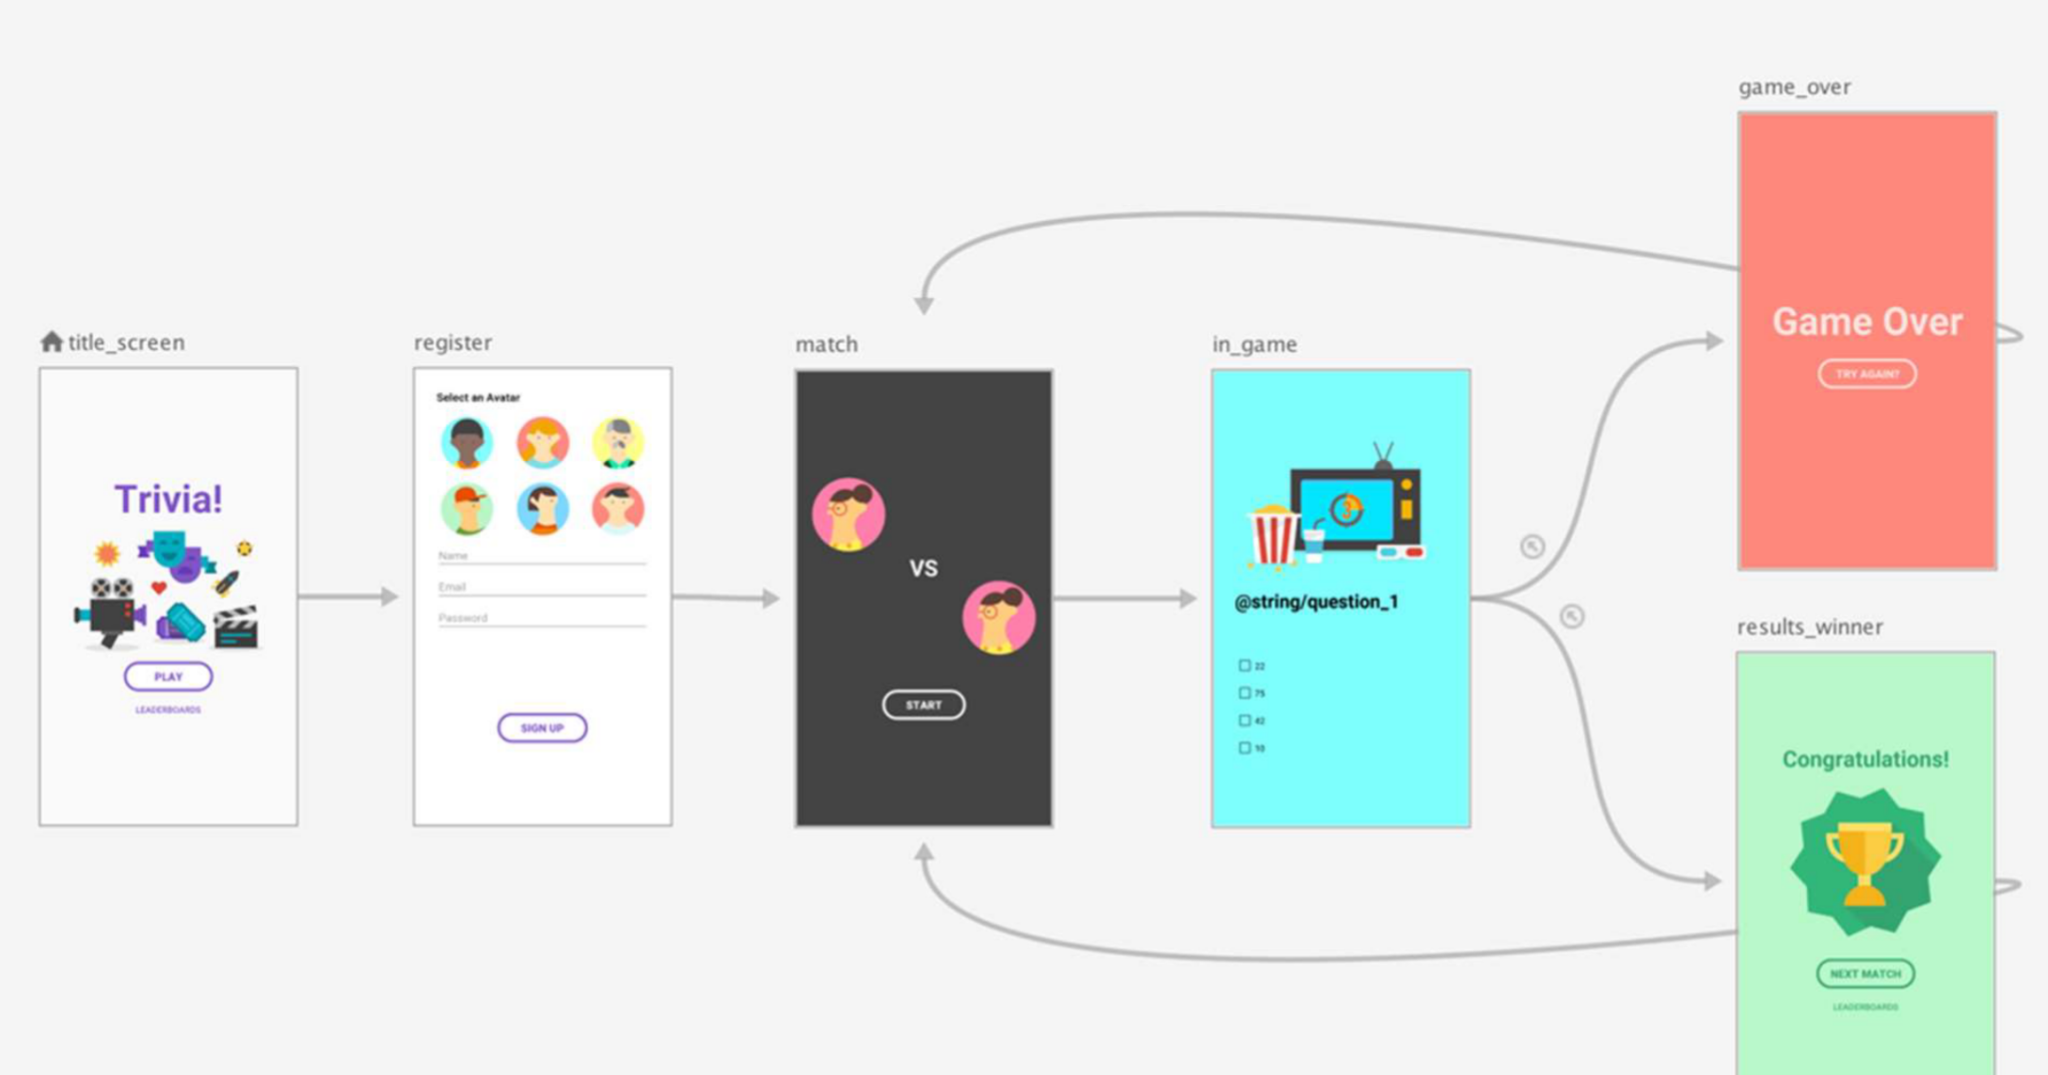 title_screen
Trivia!
PLAY
LEADERBOARDS
register
Select an Avatar
Name
Email
Password
SIGN UP
match
VS
START
in_game
3
@string/question_1
22
75
42
10
game_over
Game Over
TRY AGAIN?
results_winner
Congratulations!
NEXT MATCH
LEADERBOARDS